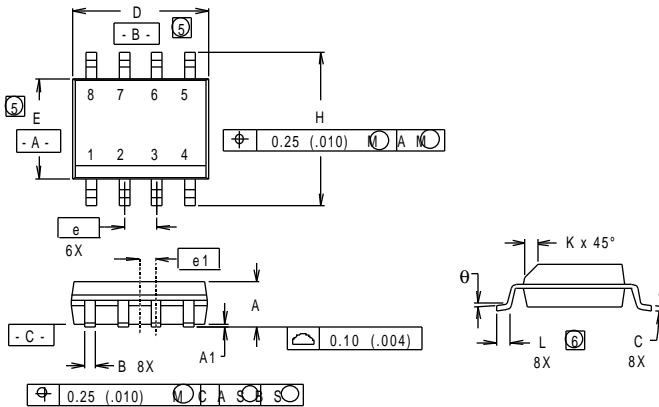 D
- B -
5
8 7 6 5
5
E
H
- A -
0.25 (.010) M A M
1 2 3 4
e
6X
K x 45°
e1
θ
A
- C -
A1
0.10 (.004)
L
6
C
B 8X
8X
8X
0.25 (.010) M C A S B S